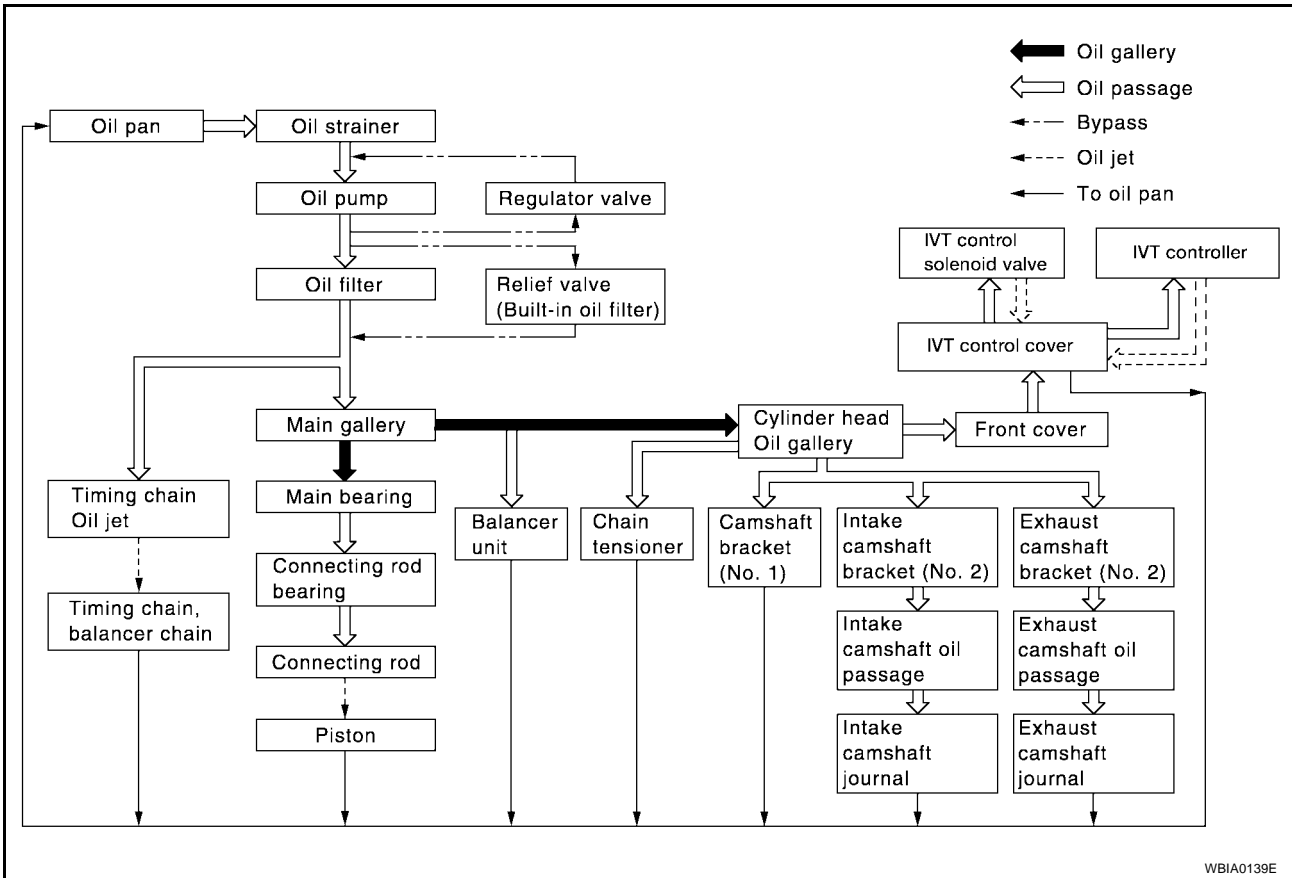 Oil gallery
Oil passage
Bypass
Oil jet
To oil pan
Oil pan
Oil strainer
Oil pump
Regulator valve
Oil filter
Relief valve
(Built-in oil filter)
IVT control
solenoid valve
IVT controller
IVT control cover
Main gallery
Cylinder head
Oil gallery
Front cover
Timing chain
Oil jet
Main bearing
Balancer
unit
Chain
tensioner
Camshaft
bracket
(No. 1)
Intake
camshaft
bracket (No. 2)
Exhaust
camshaft
bracket (No. 2)
Connecting rod
bearing
Timing chain,
balancer chain
Intake
camshaft oil
passage
Exhaust
camshaft oil
passage
Connecting rod
Piston
Intake
camshaft
journal
Exhaust
camshaft
journal
WBIA0139E